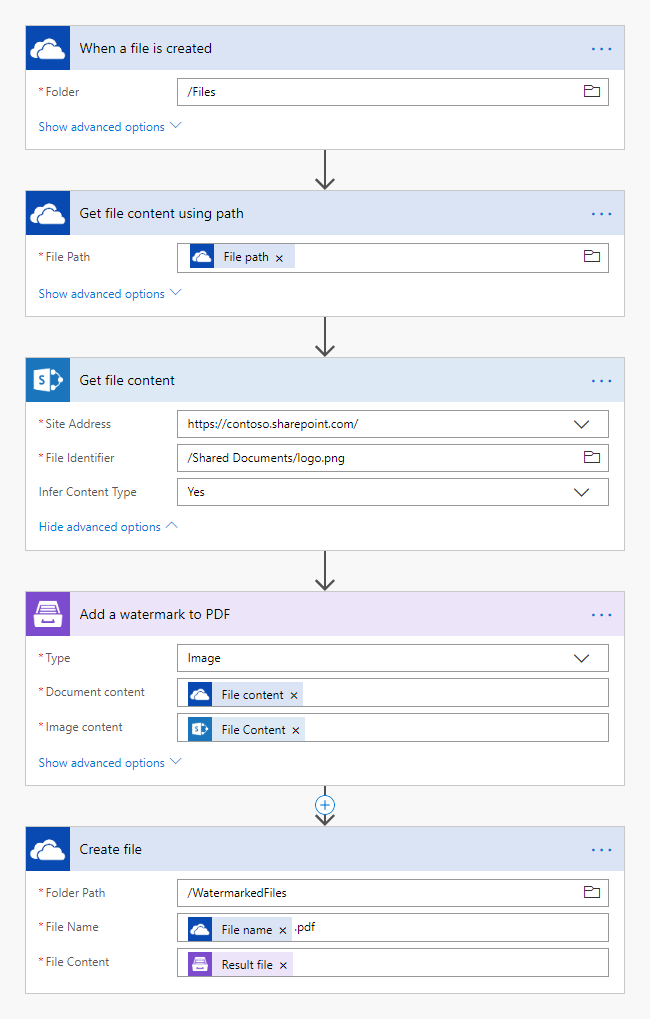 When a file is created
* Folder /Files
Show advanced options
Get file content using path
* File Path File path ×
Show advanced options
S Get file content
* Site Address https://contoso.sharepoint.com/
* File Identifier /Shared Documents/logo.png
Infer Content Type Yes
Hide advanced options
Add a watermark to PDF
* Type Image
* Document content File content ×
* Image content S File Content ×
Show advanced options
Create file
* Folder Path /WatermarkedFiles
* File Name File name × .pdf
* File Content Result file ×